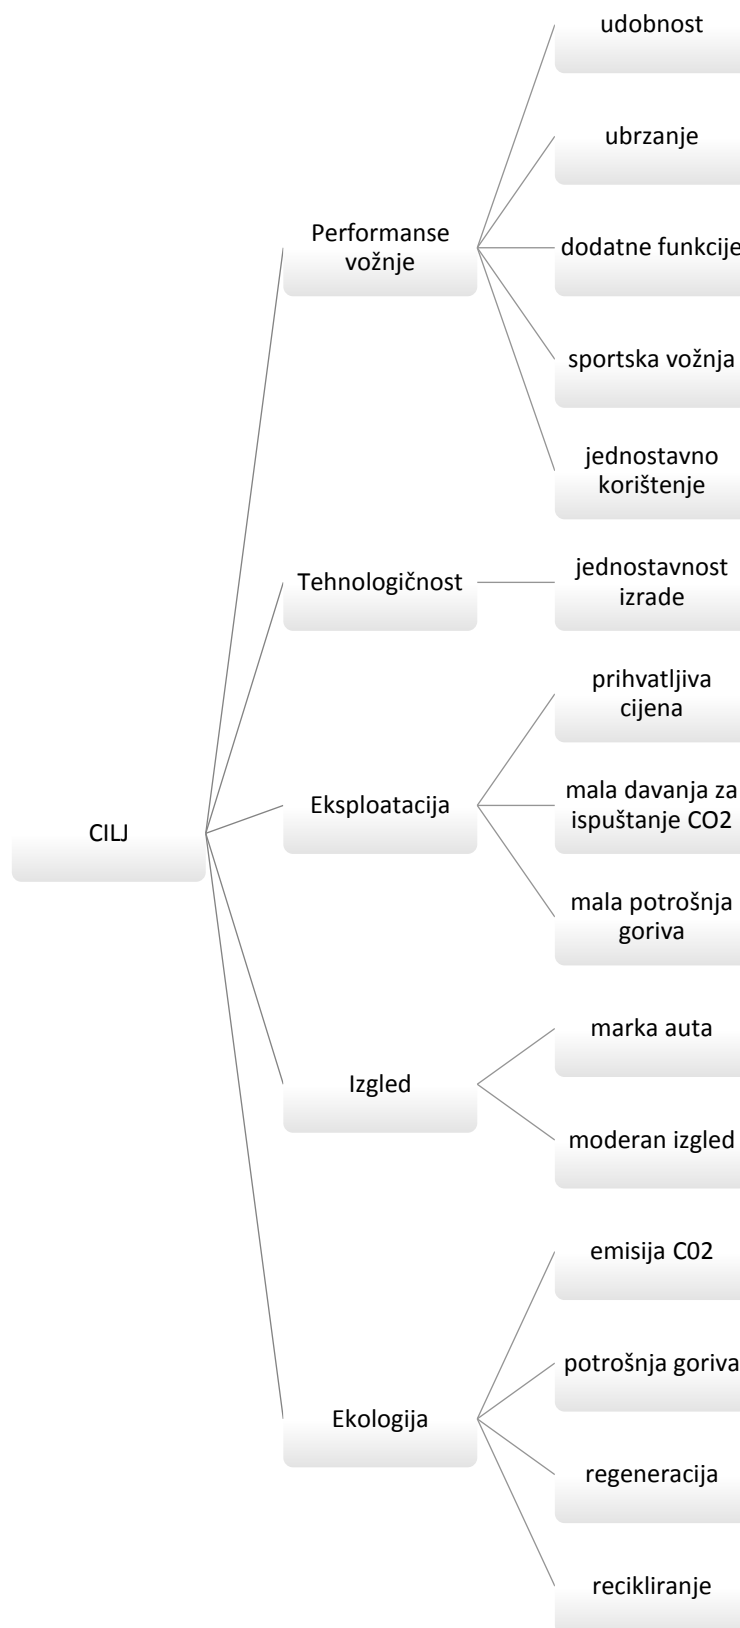 udobnost
ubrzanje
Performanse
vožnje
dodatne funkcije
sportska vožnja
jednostavno
korištenje
Tehnologičnost
jednostavnost
izrade
prihvatljiva
cijena
CILJ
Eksploatacija
mala davanja za
ispuštanje CO2
mala potrošnja
goriva
marka auta
Izgled
moderan izgled
emisija C02
potrošnja goriva
Ekologija
regeneracija
recikliranje